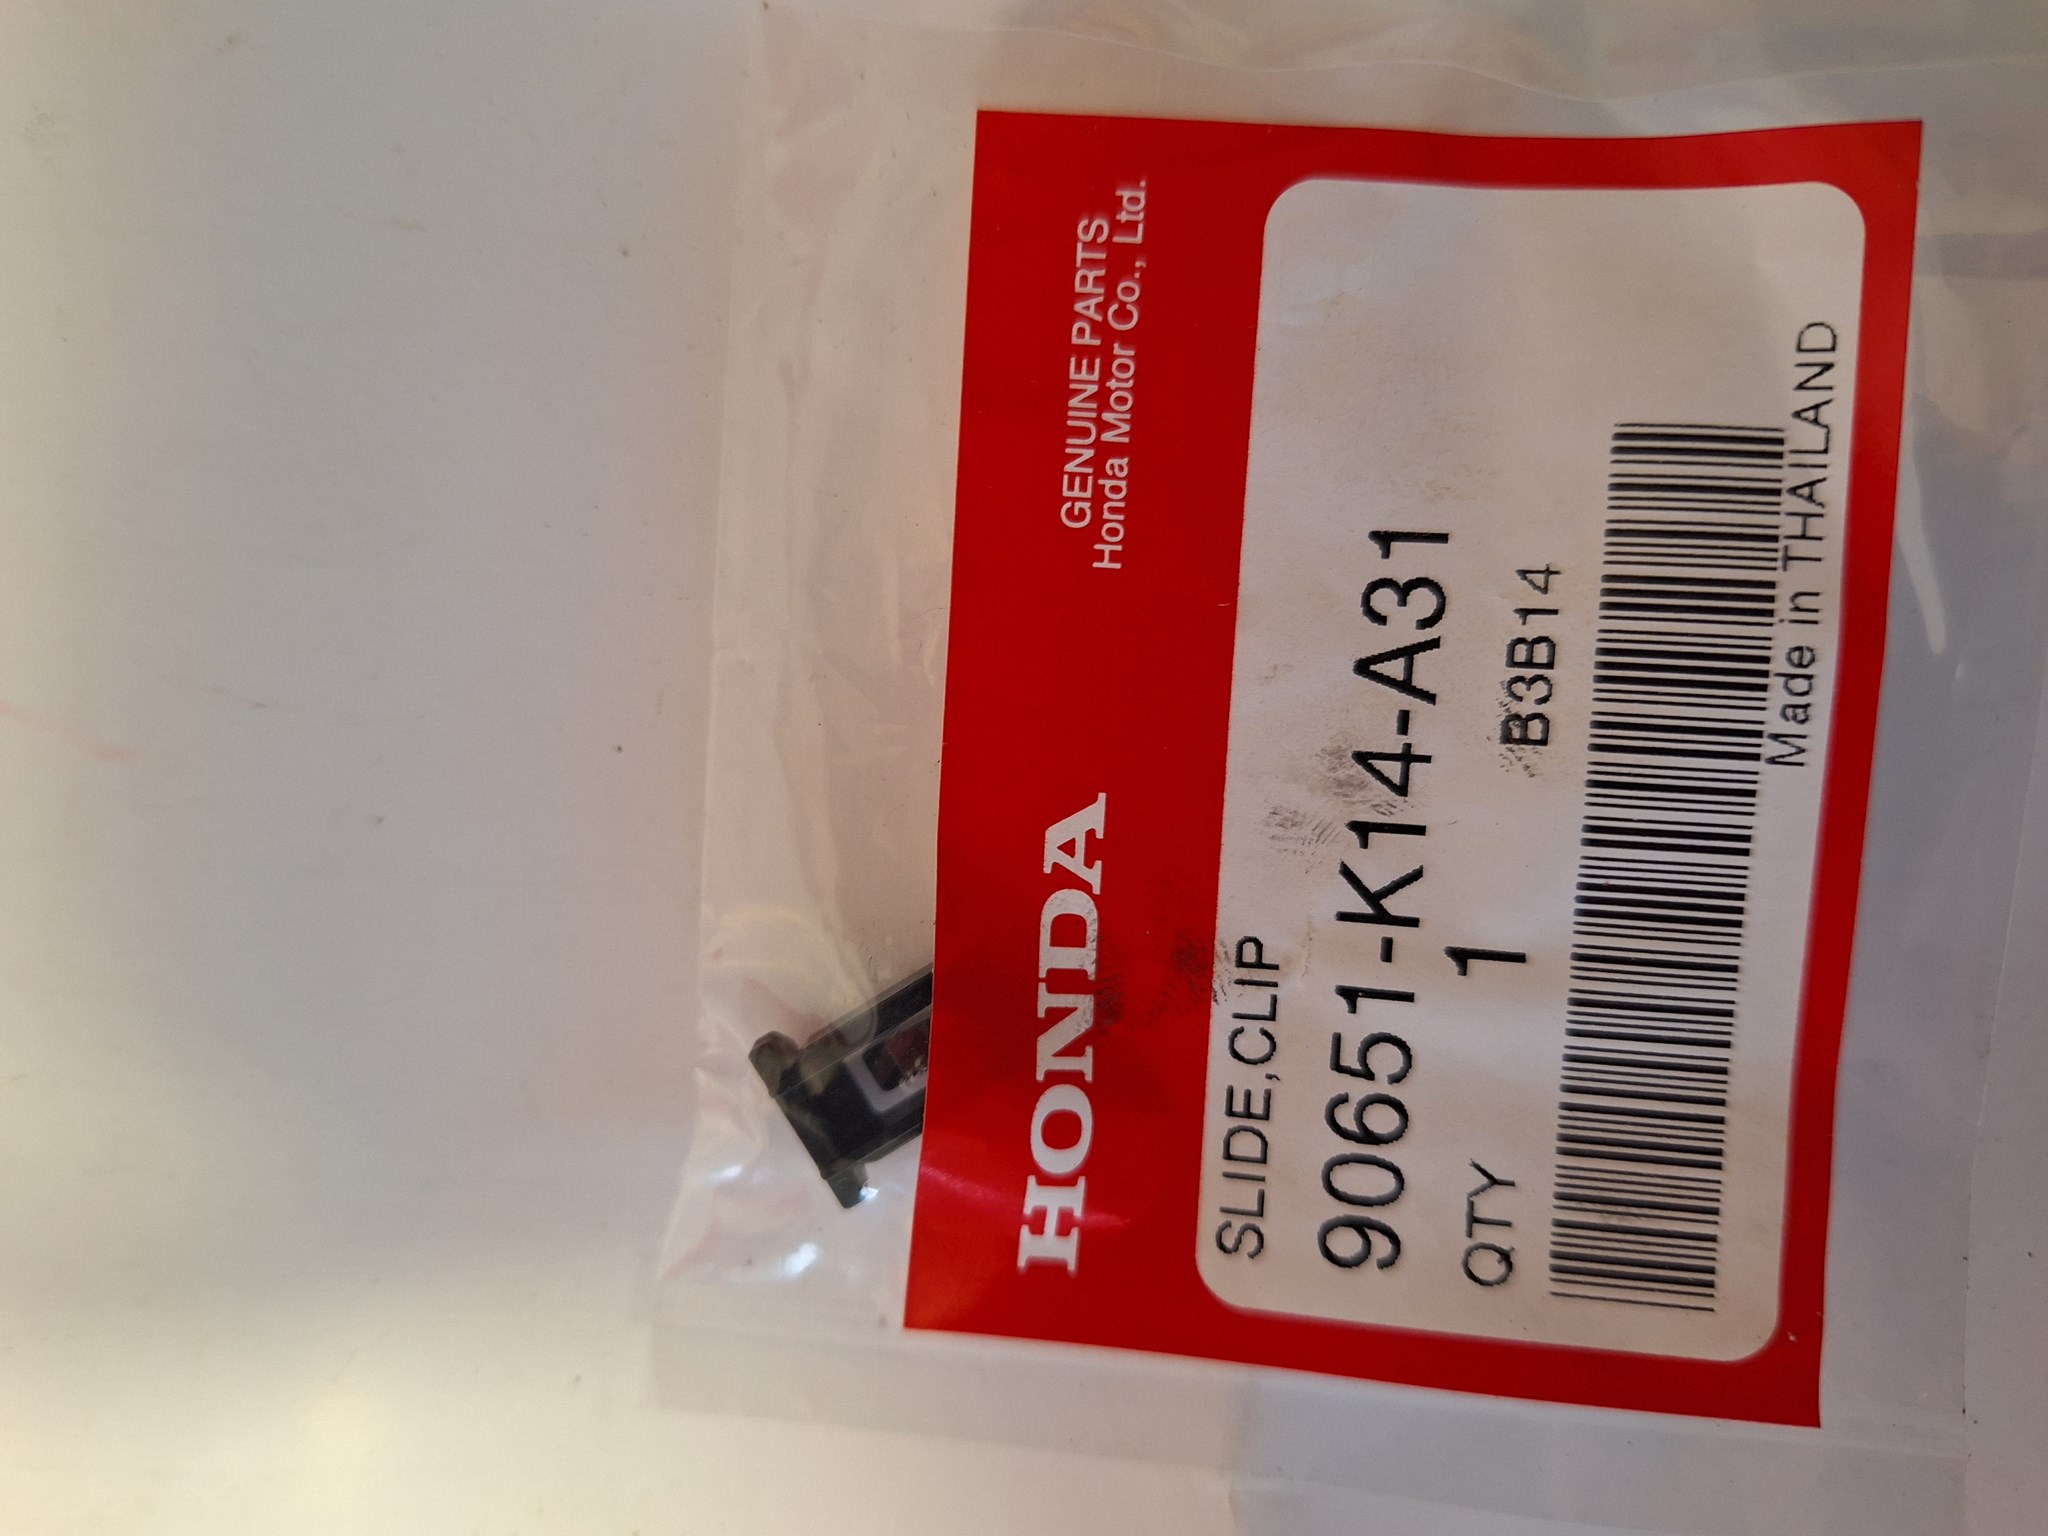 HONDA
GENUINE PARTS
Honda Motor Co., Ltd.
SLIDE,CLIP
90651-K14-A31
QTY 1
B3B14
Made in THAILAND